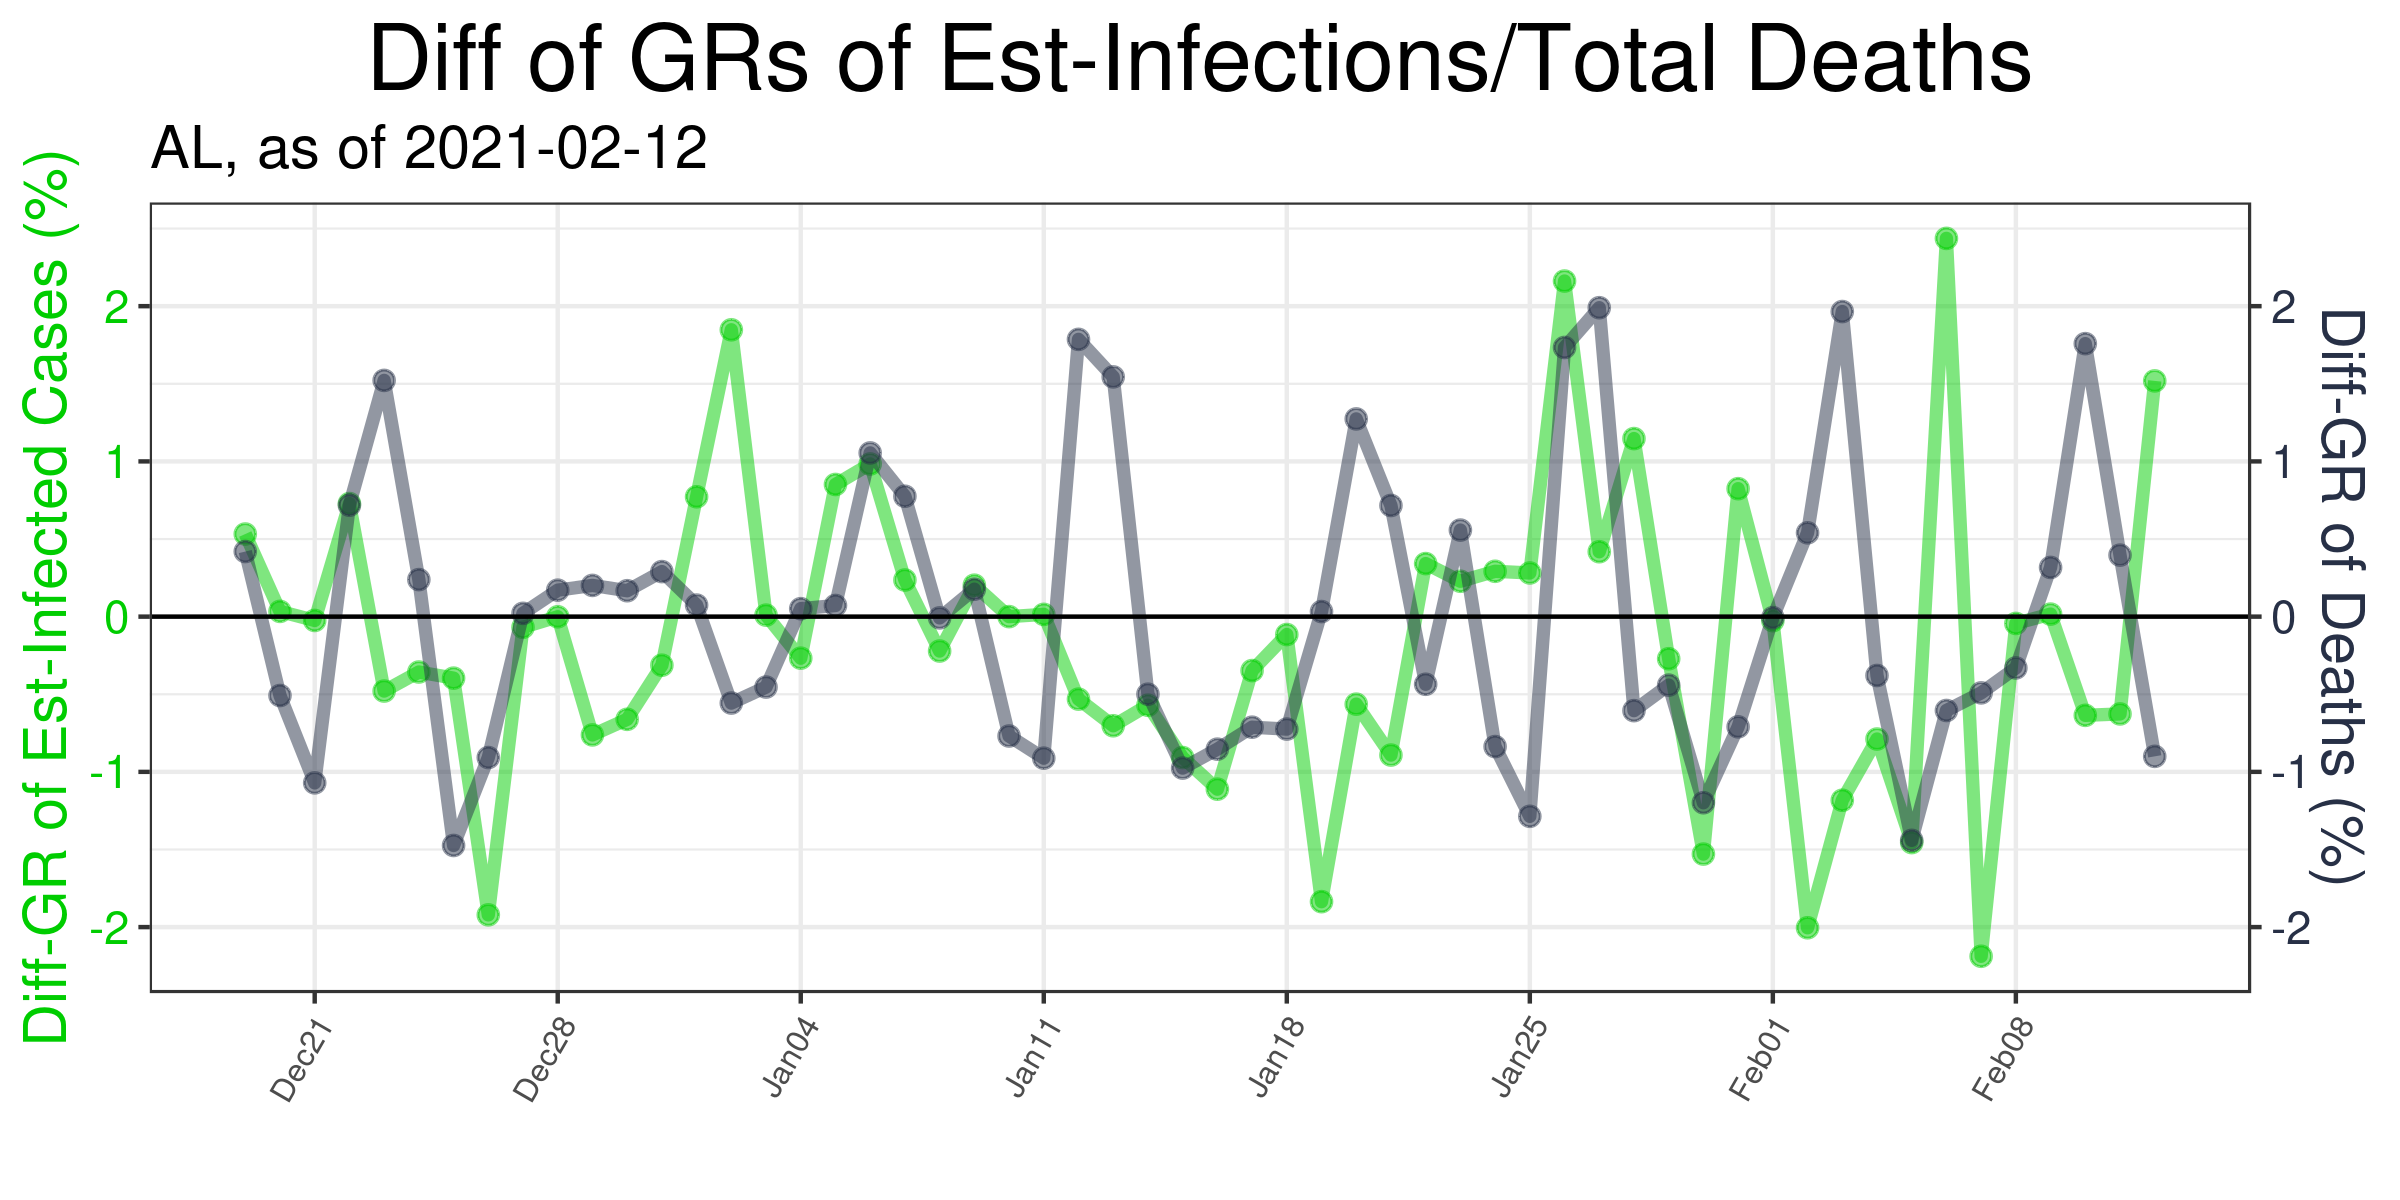 Diff of GRs of Est-Infections/Total Deaths
AL, as of 2021-02-12
Diff-GR of Est-Infected Cases (%)
2
1
0
-1
-2
2
1
0
-1
-2
Diff-GR of Deaths (%)
Dec21
Dec28
Jan04
Jan11
Jan18
Jan25
Feb01
Feb08